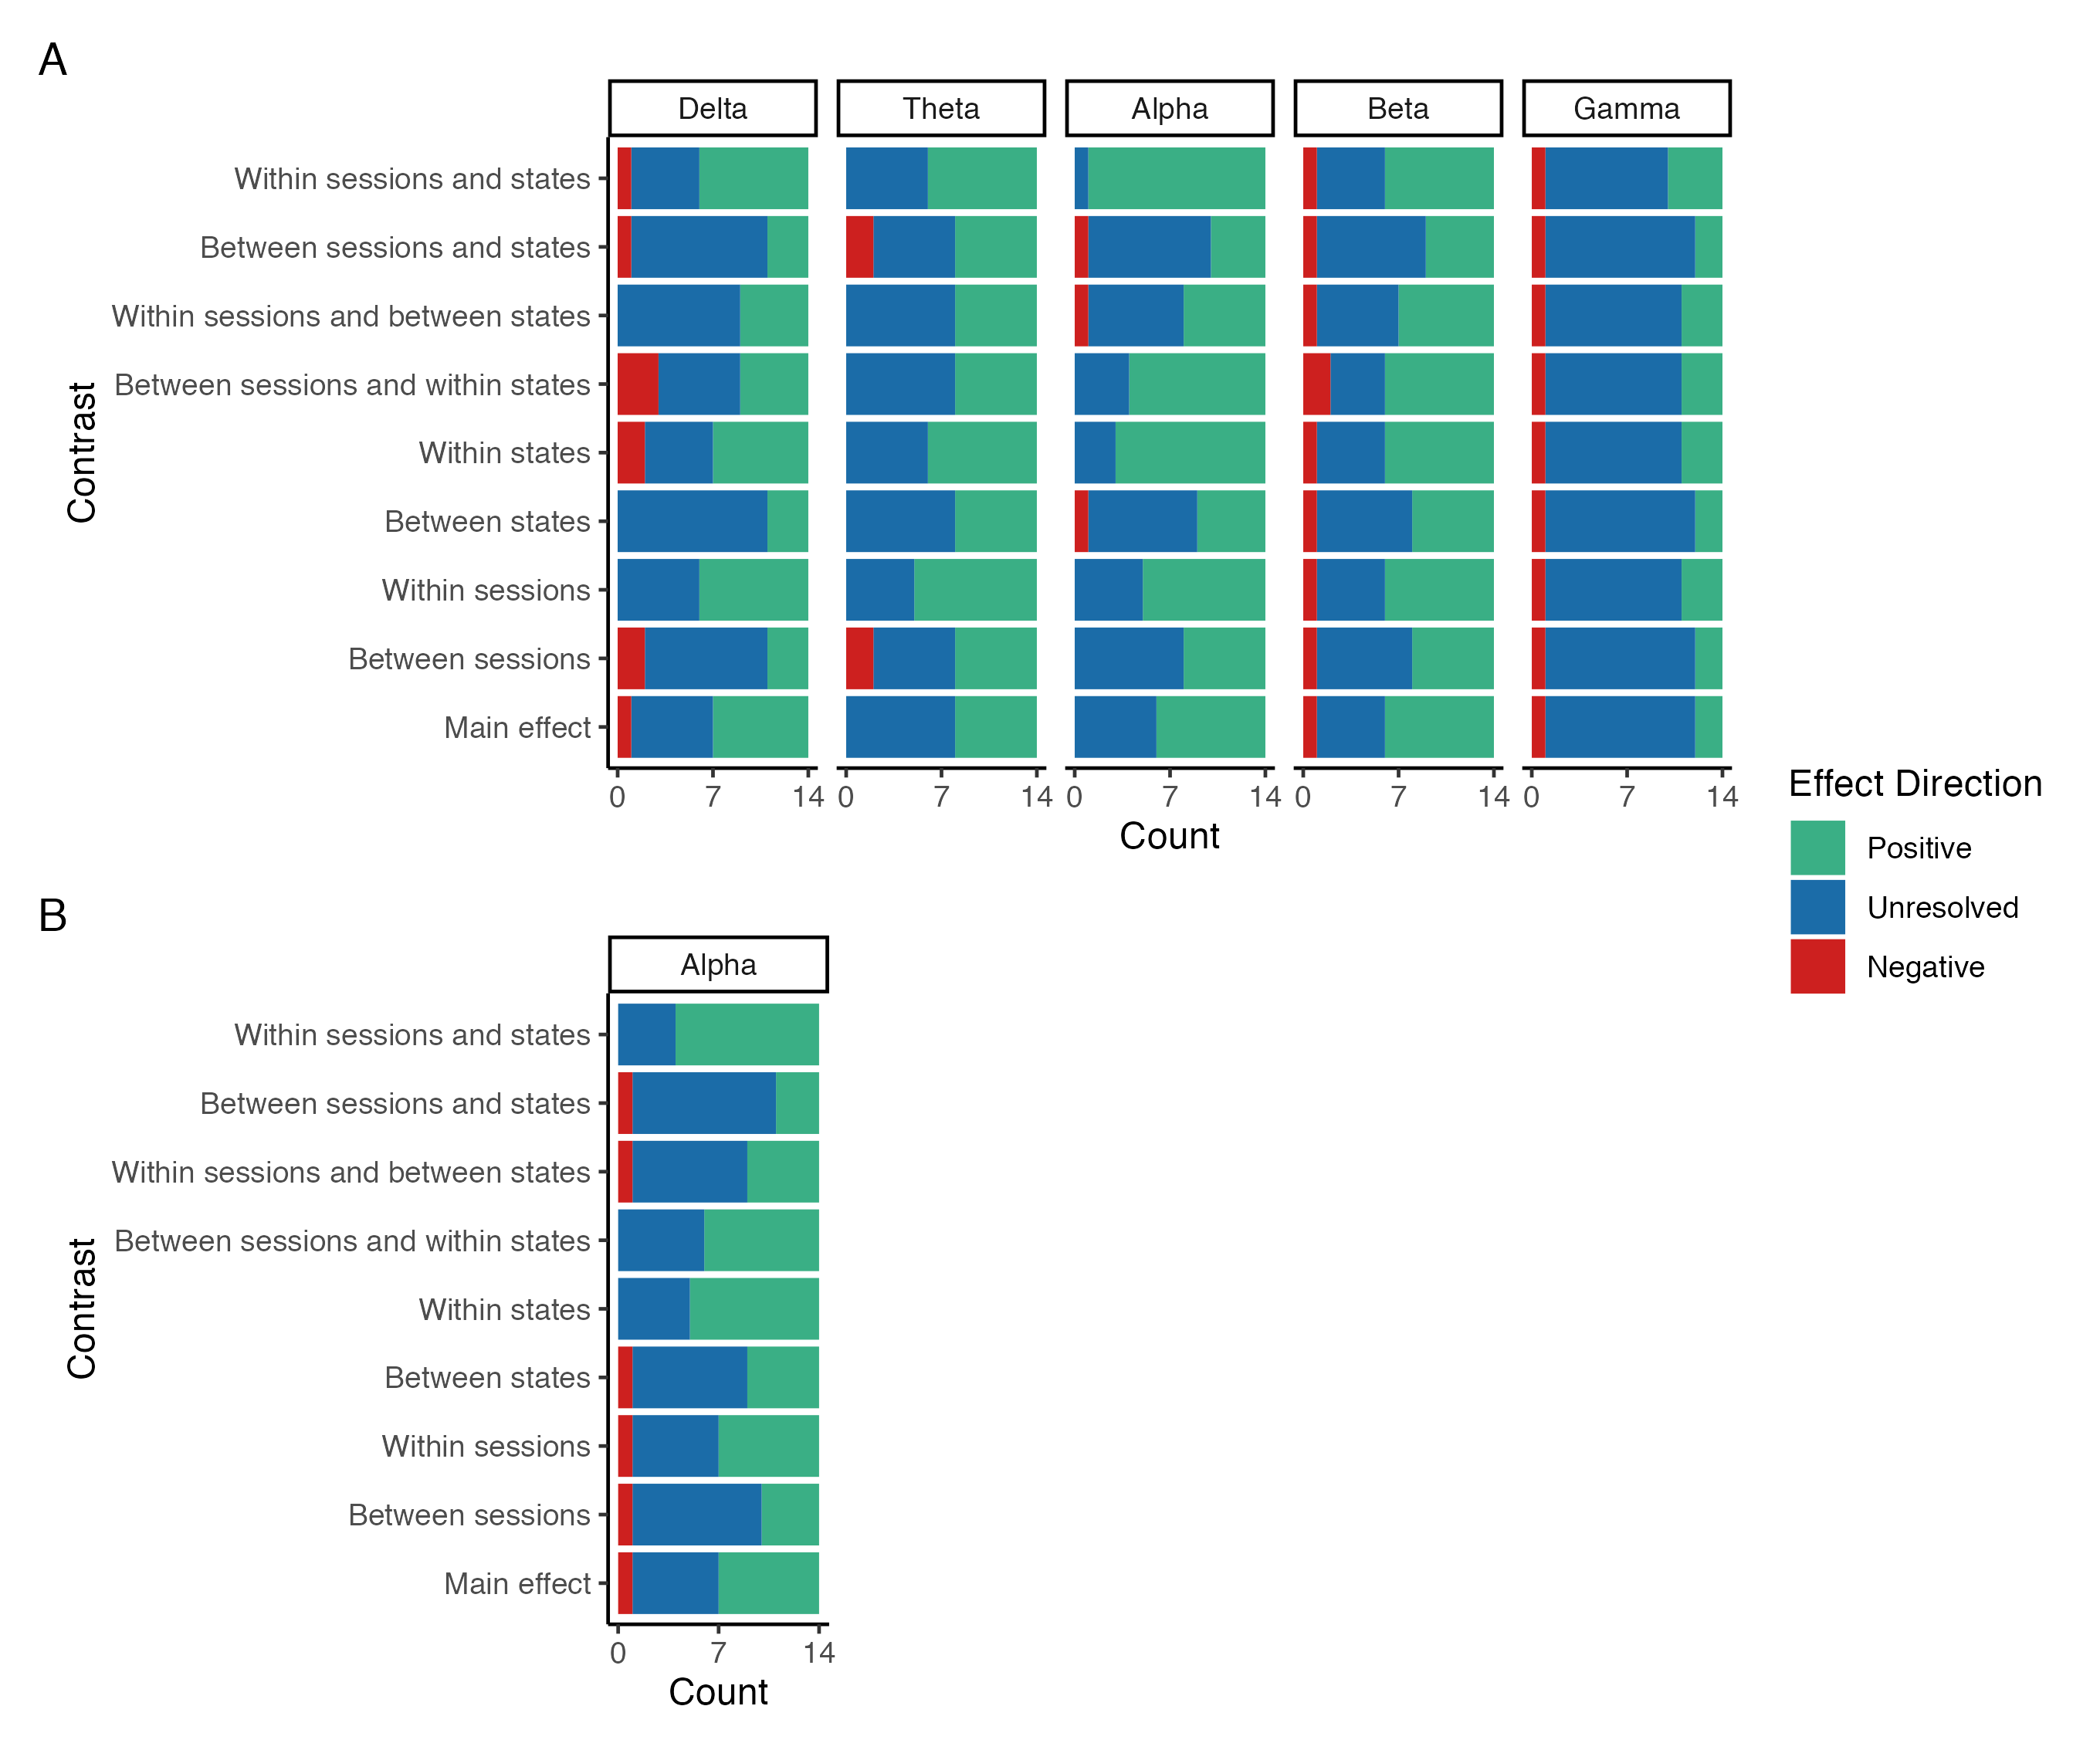 A
Delta Theta Alpha Beta Gamma
Within sessions and states
Between sessions and states
Within sessions and between states
Between sessions and within states
Within states
Between states
Within sessions
Between sessions
Main effect
Contrast
0 7 14 0 7 14 0 7 14 0 7 14 0 7 14
Count
Effect Direction
Positive
Unresolved
Negative
B
Alpha
Within sessions and states
Between sessions and states
Within sessions and between states
Between sessions and within states
Within states
Between states
Within sessions
Between sessions
Main effect
Contrast
0 7 14
Count